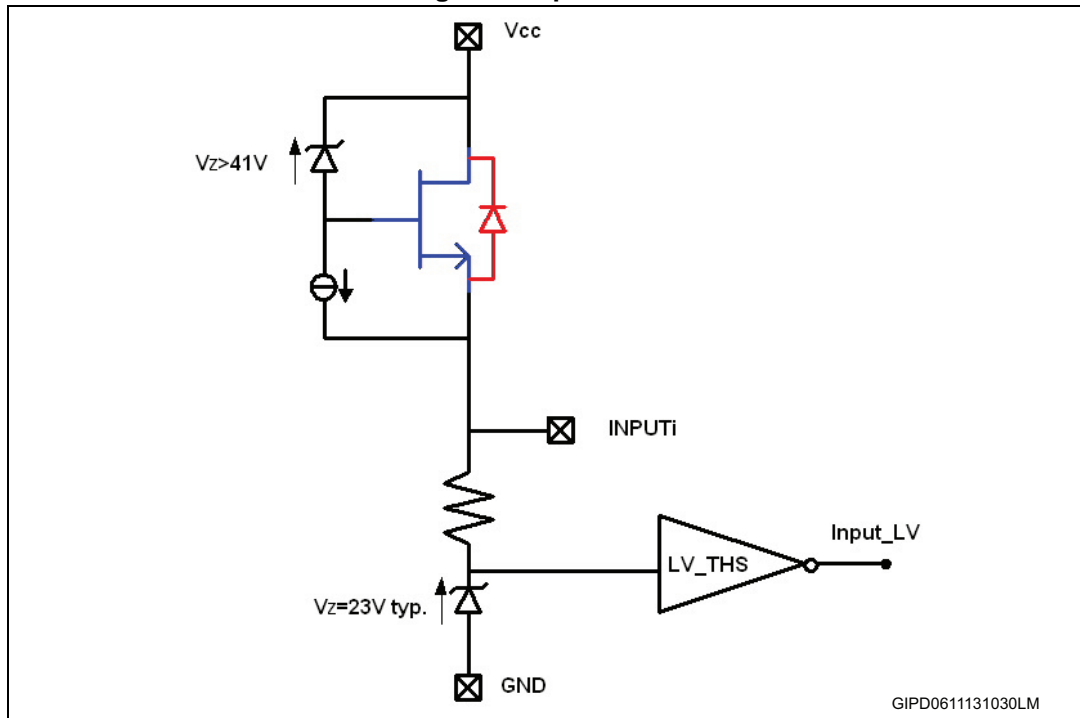 Vcc
Vz>41V
INPUTi
Input_LV
LV_THS
Vz=23V typ.
GND
GIPD0611131030LM